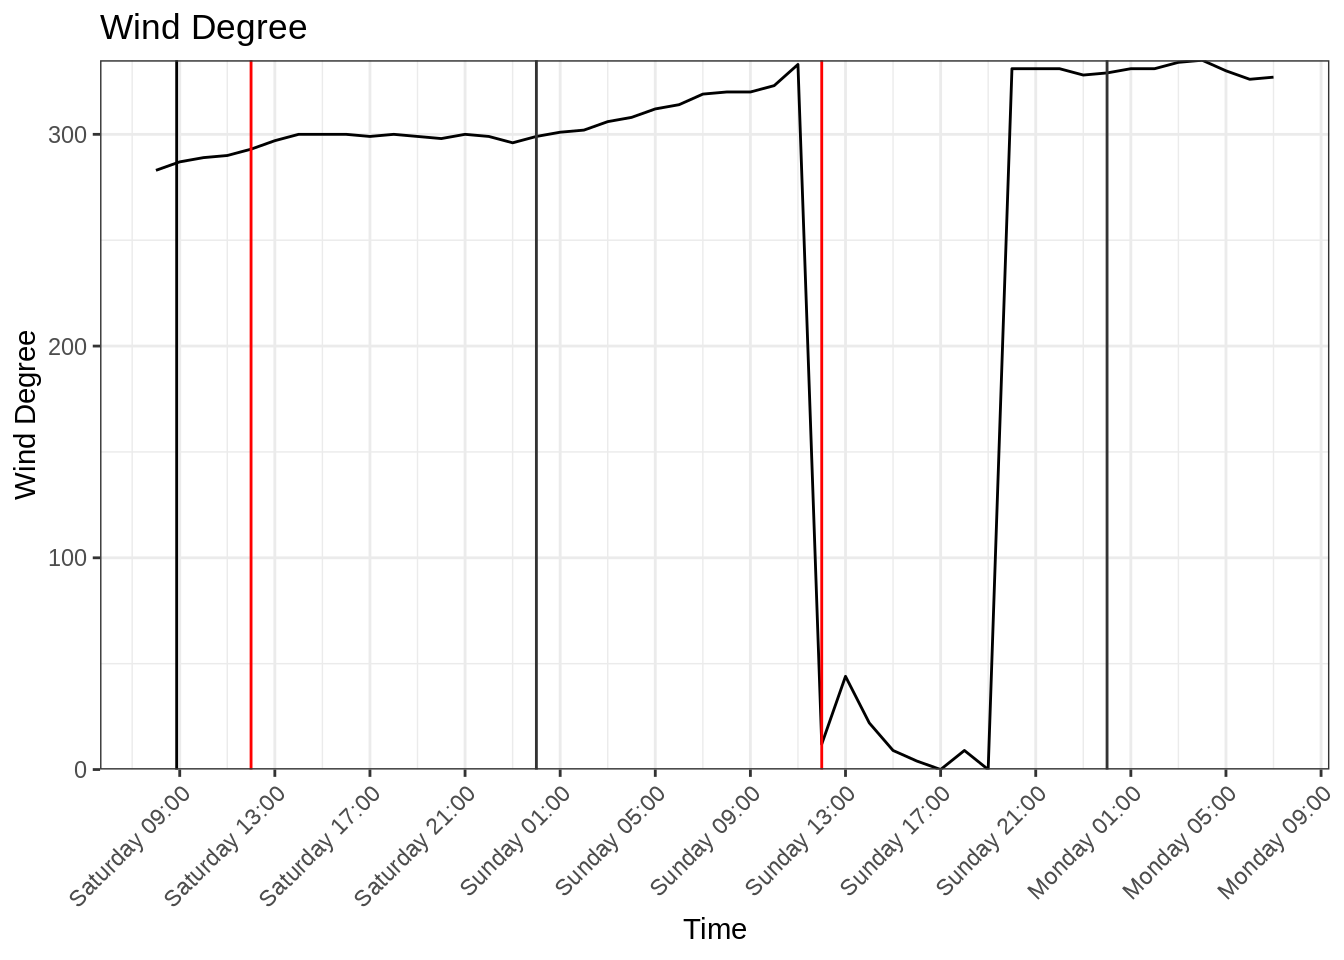 Wind Degree
Wind Degree
300
200
100
0
Saturday 09:00
Saturday 13:00
Saturday 17:00
Saturday 21:00
Sunday 01:00
Sunday 05:00
Sunday 09:00
Sunday 13:00
Sunday 17:00
Sunday 21:00
Monday 01:00
Monday 05:00
Monday 09:00
Time